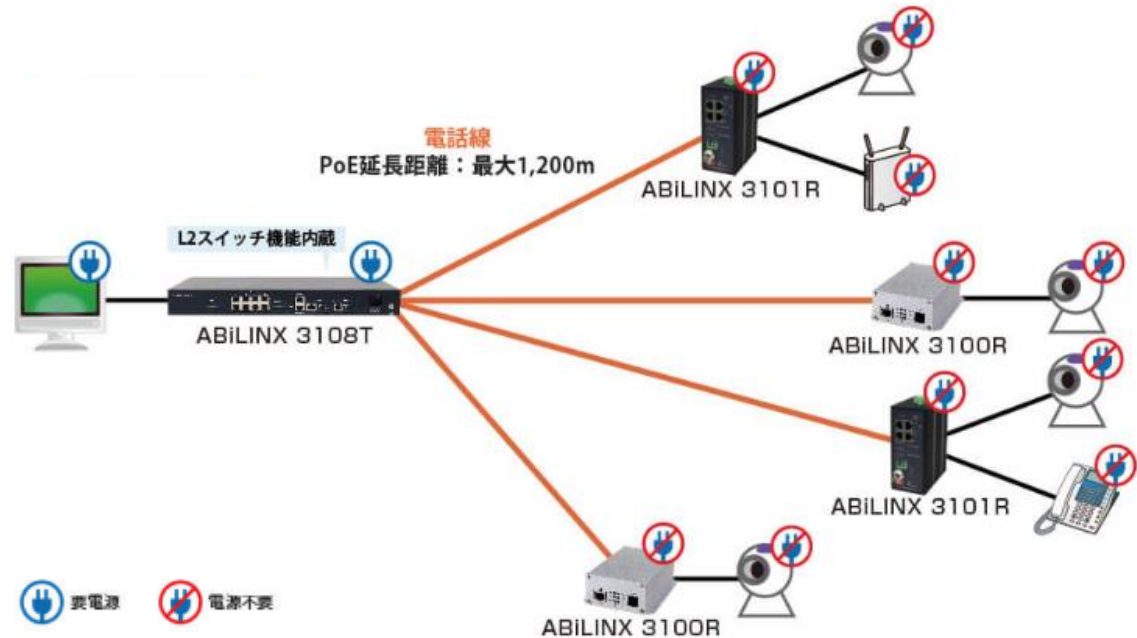 電話線
PoE延長距離：最大1,200m
ABiLINX 3101R
L2スイッチ機能内蔵
ABiLINX 3108T
ABiLINX 3100R
ABiLINX 3101R
ABiLINX 3100R
要電源
電源不要